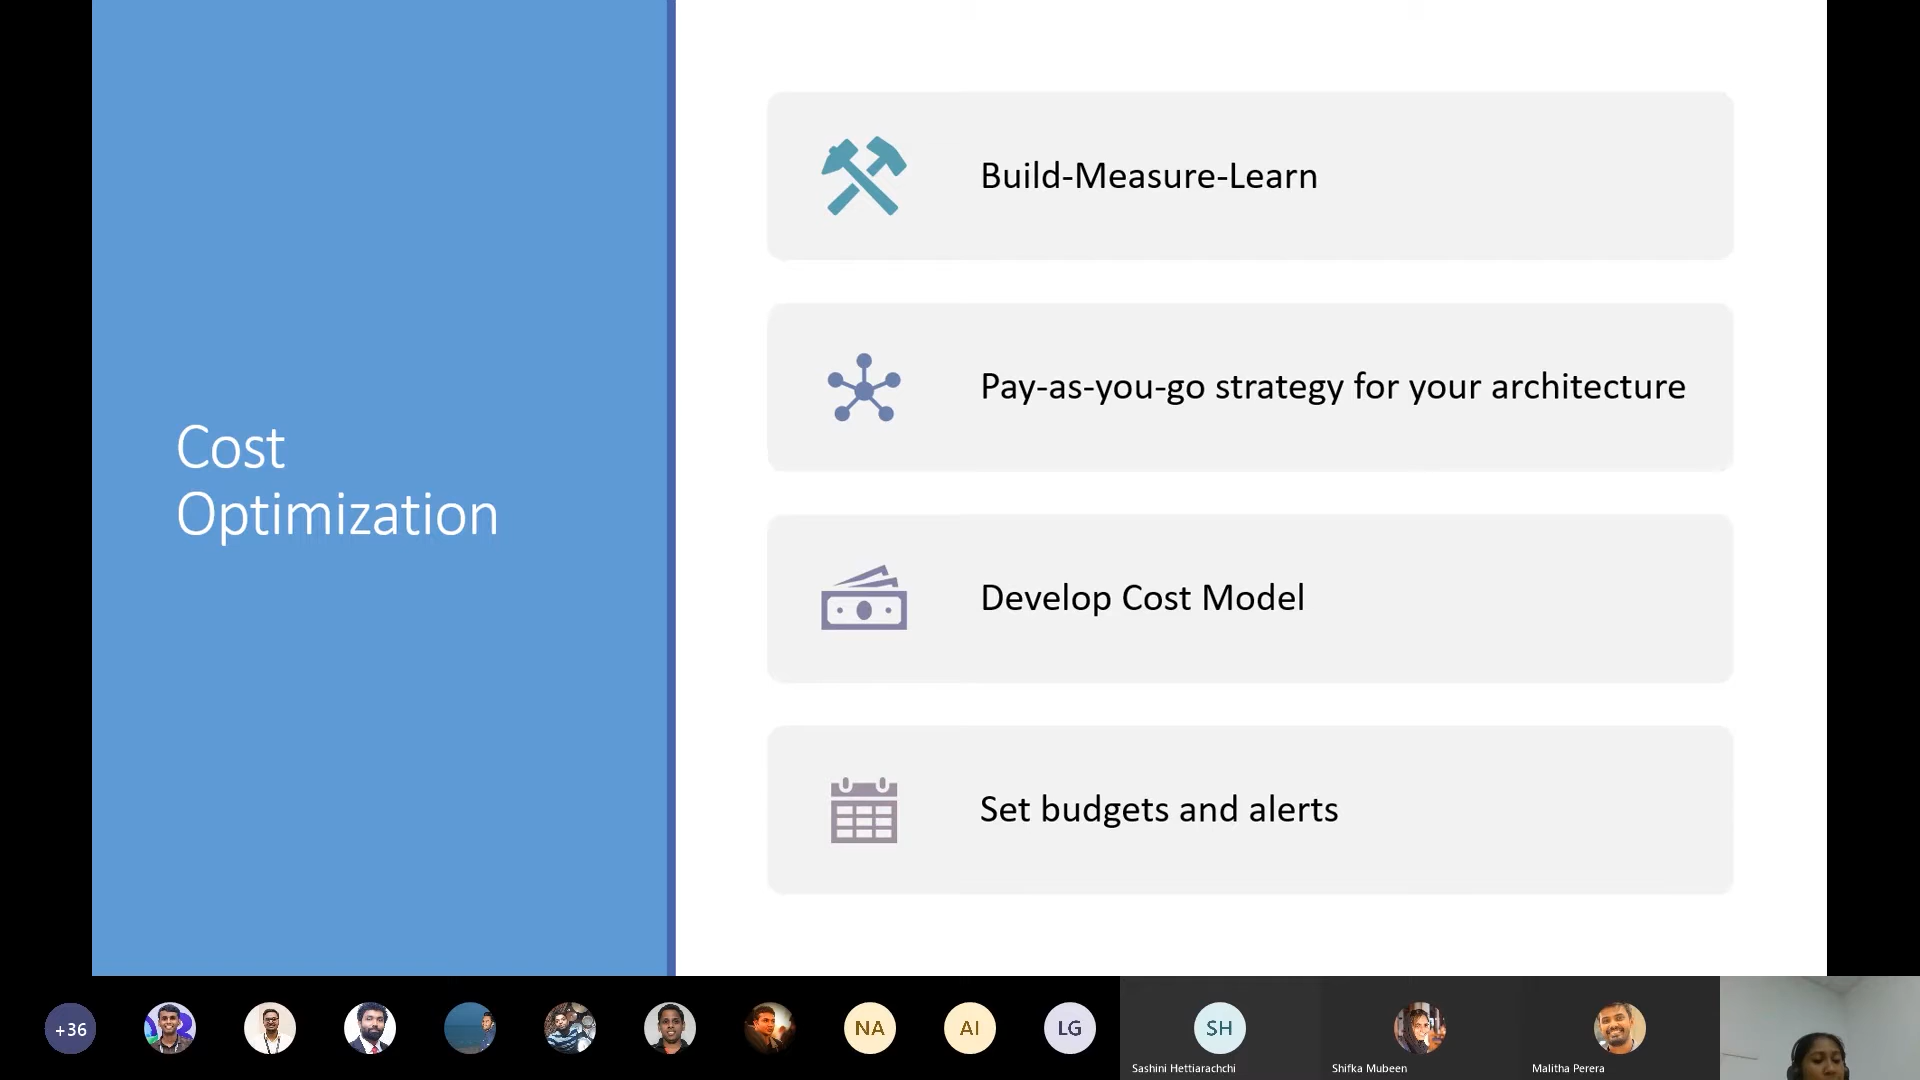 Cost
Optimization
Build-Measure-Learn
Pay-as-you-go strategy for your architecture
Develop Cost Model
Set budgets and alerts
+36
NA
AI
LG
SH
Sashini Hettiarachchi
Shifka Mubeen
Malitha Perera